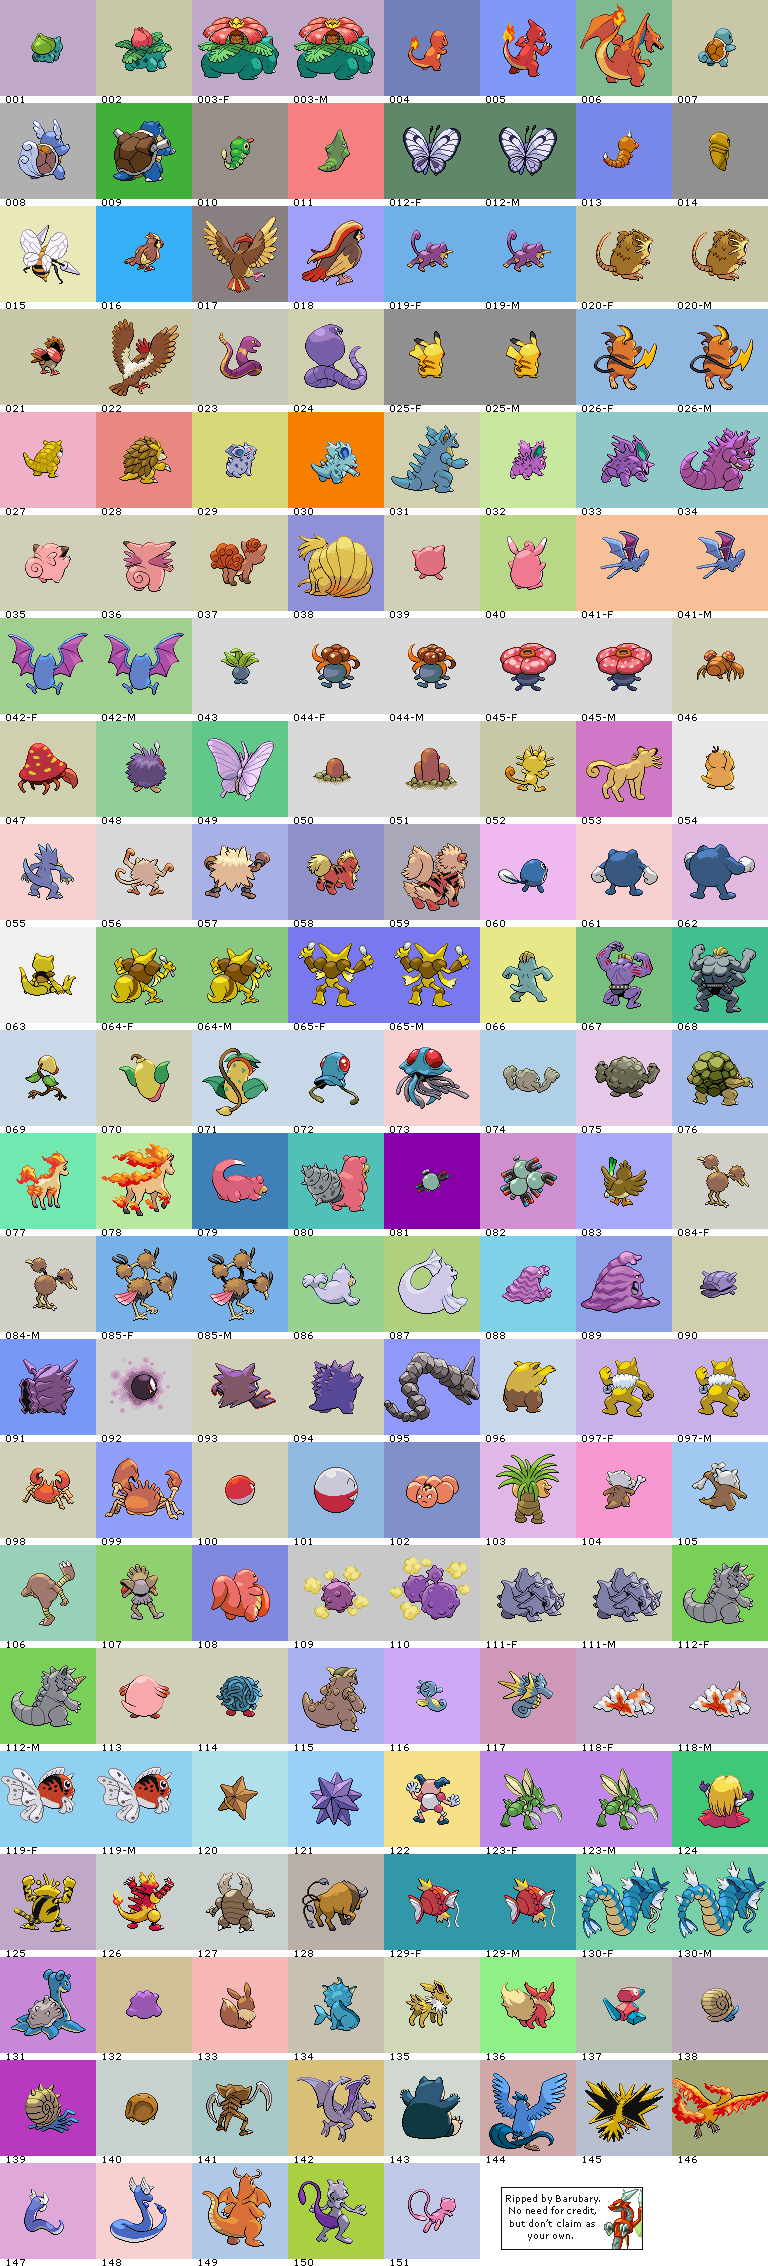 001 002 003-F 003-M 004 005 006 007
008 009 010 011 012-F 012-M 013 014
015 016 017 018 019-F 019-M 020-F 020-M
021 022 023 024 025-F 025-M 026-F 026-M
027 028 029 030 031 032 033 034
035 036 037 038 039 040 041-F 041-M
042-F 042-M 043 044-F 044-M 045-F 045-M 046
047 048 049 050 051 052 053 054
055 056 057 058 059 060 061 062
063 064-F 064-M 065-F 065-M 066 067 068
069 070 071 072 073 074 075 076
077 078 079 080 081 082 083 084-F
084-M 085-F 085-M 086 087 088 089 090
091 092 093 094 095 096 097-F 097-M
098 099 100 101 102 103 104 105
106 107 108 109 110 111-F 111-M 112-F
112-M 113 114 115 116 117 118-F 118-M
119-F 119-M 120 121 122 123-F 123-M 124
125 126 127 128 129-F 129-M 130-F 130-M
131 132 133 134 135 136 137 138
139 140 141 142 143 144 145 146
147 148 149 150 151
Ripped by Barubary.
No need for credit,
but don't claim as
your own.